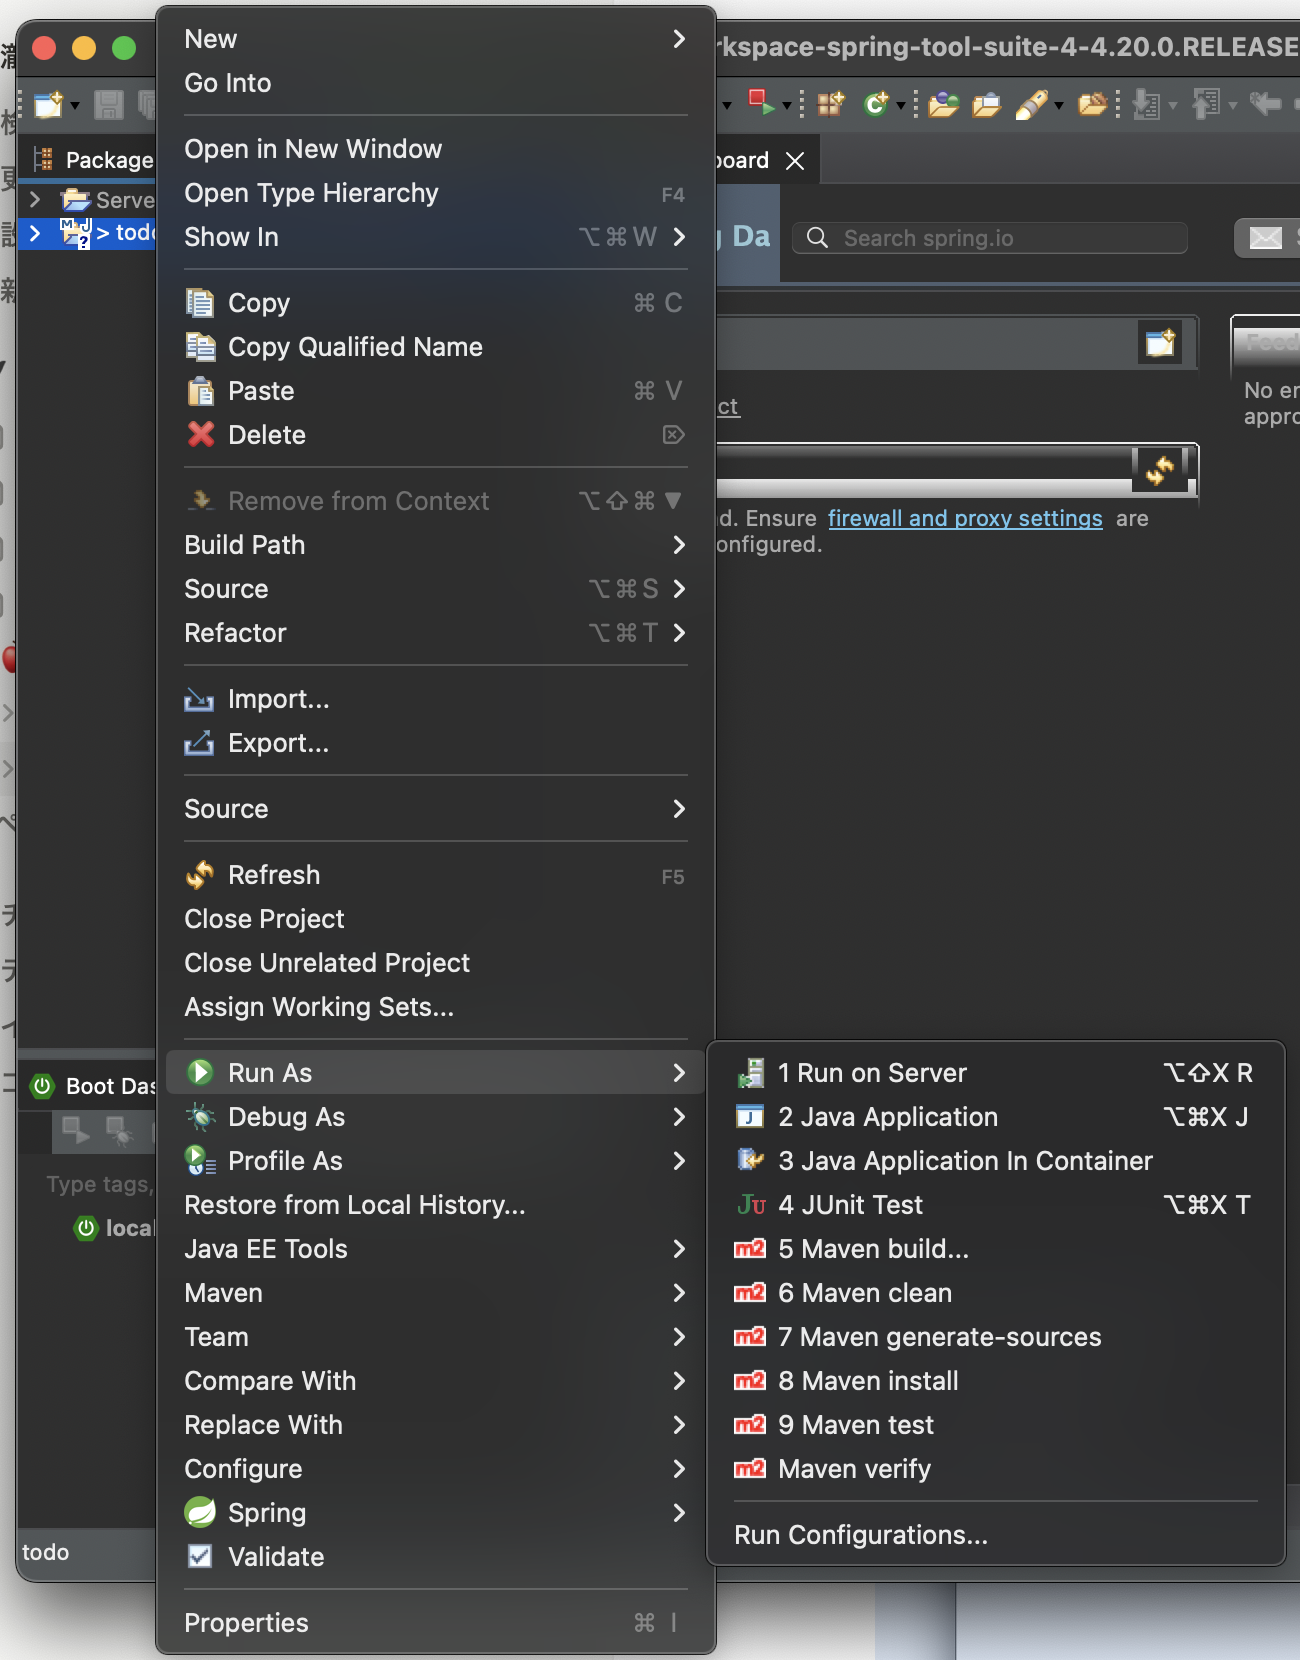 New
Go Into
Open in New Window
Open Type Hierarchy F4
Show In ⌥⌘W
Copy ⌘C
Copy Qualified Name
Paste ⌘V
Delete ⌦
Remove from Context ⌥⇧⌘▼
Build Path
Source ⌥⌘S
Refactor ⌥⌘T
Import...
Export...
Source
Refresh F5
Close Project
Close Unrelated Project
Assign Working Sets...
Run As
Debug As
Profile As
Restore from Local History...
Java EE Tools
Maven
Team
Compare With
Replace With
Configure
Spring
Validate
Properties ⌘I
1 Run on Server ⌥⇧X R
2 Java Application ⌥⌘X J
3 Java Application In Container
4 JUnit Test ⌥⌘X T
5 Maven build...
6 Maven clean
7 Maven generate-sources
8 Maven install
9 Maven test
Maven verify
Run Configurations...
rkspace-spring-tool-suite-4-4.20.0.RELEASE
Package
board
Serve
> todo
Da
Search spring.io
Feed
No er
appro
ct
d. Ensure firewall and proxy settings are
onfigured.
Boot Das
Type tags,
local
todo